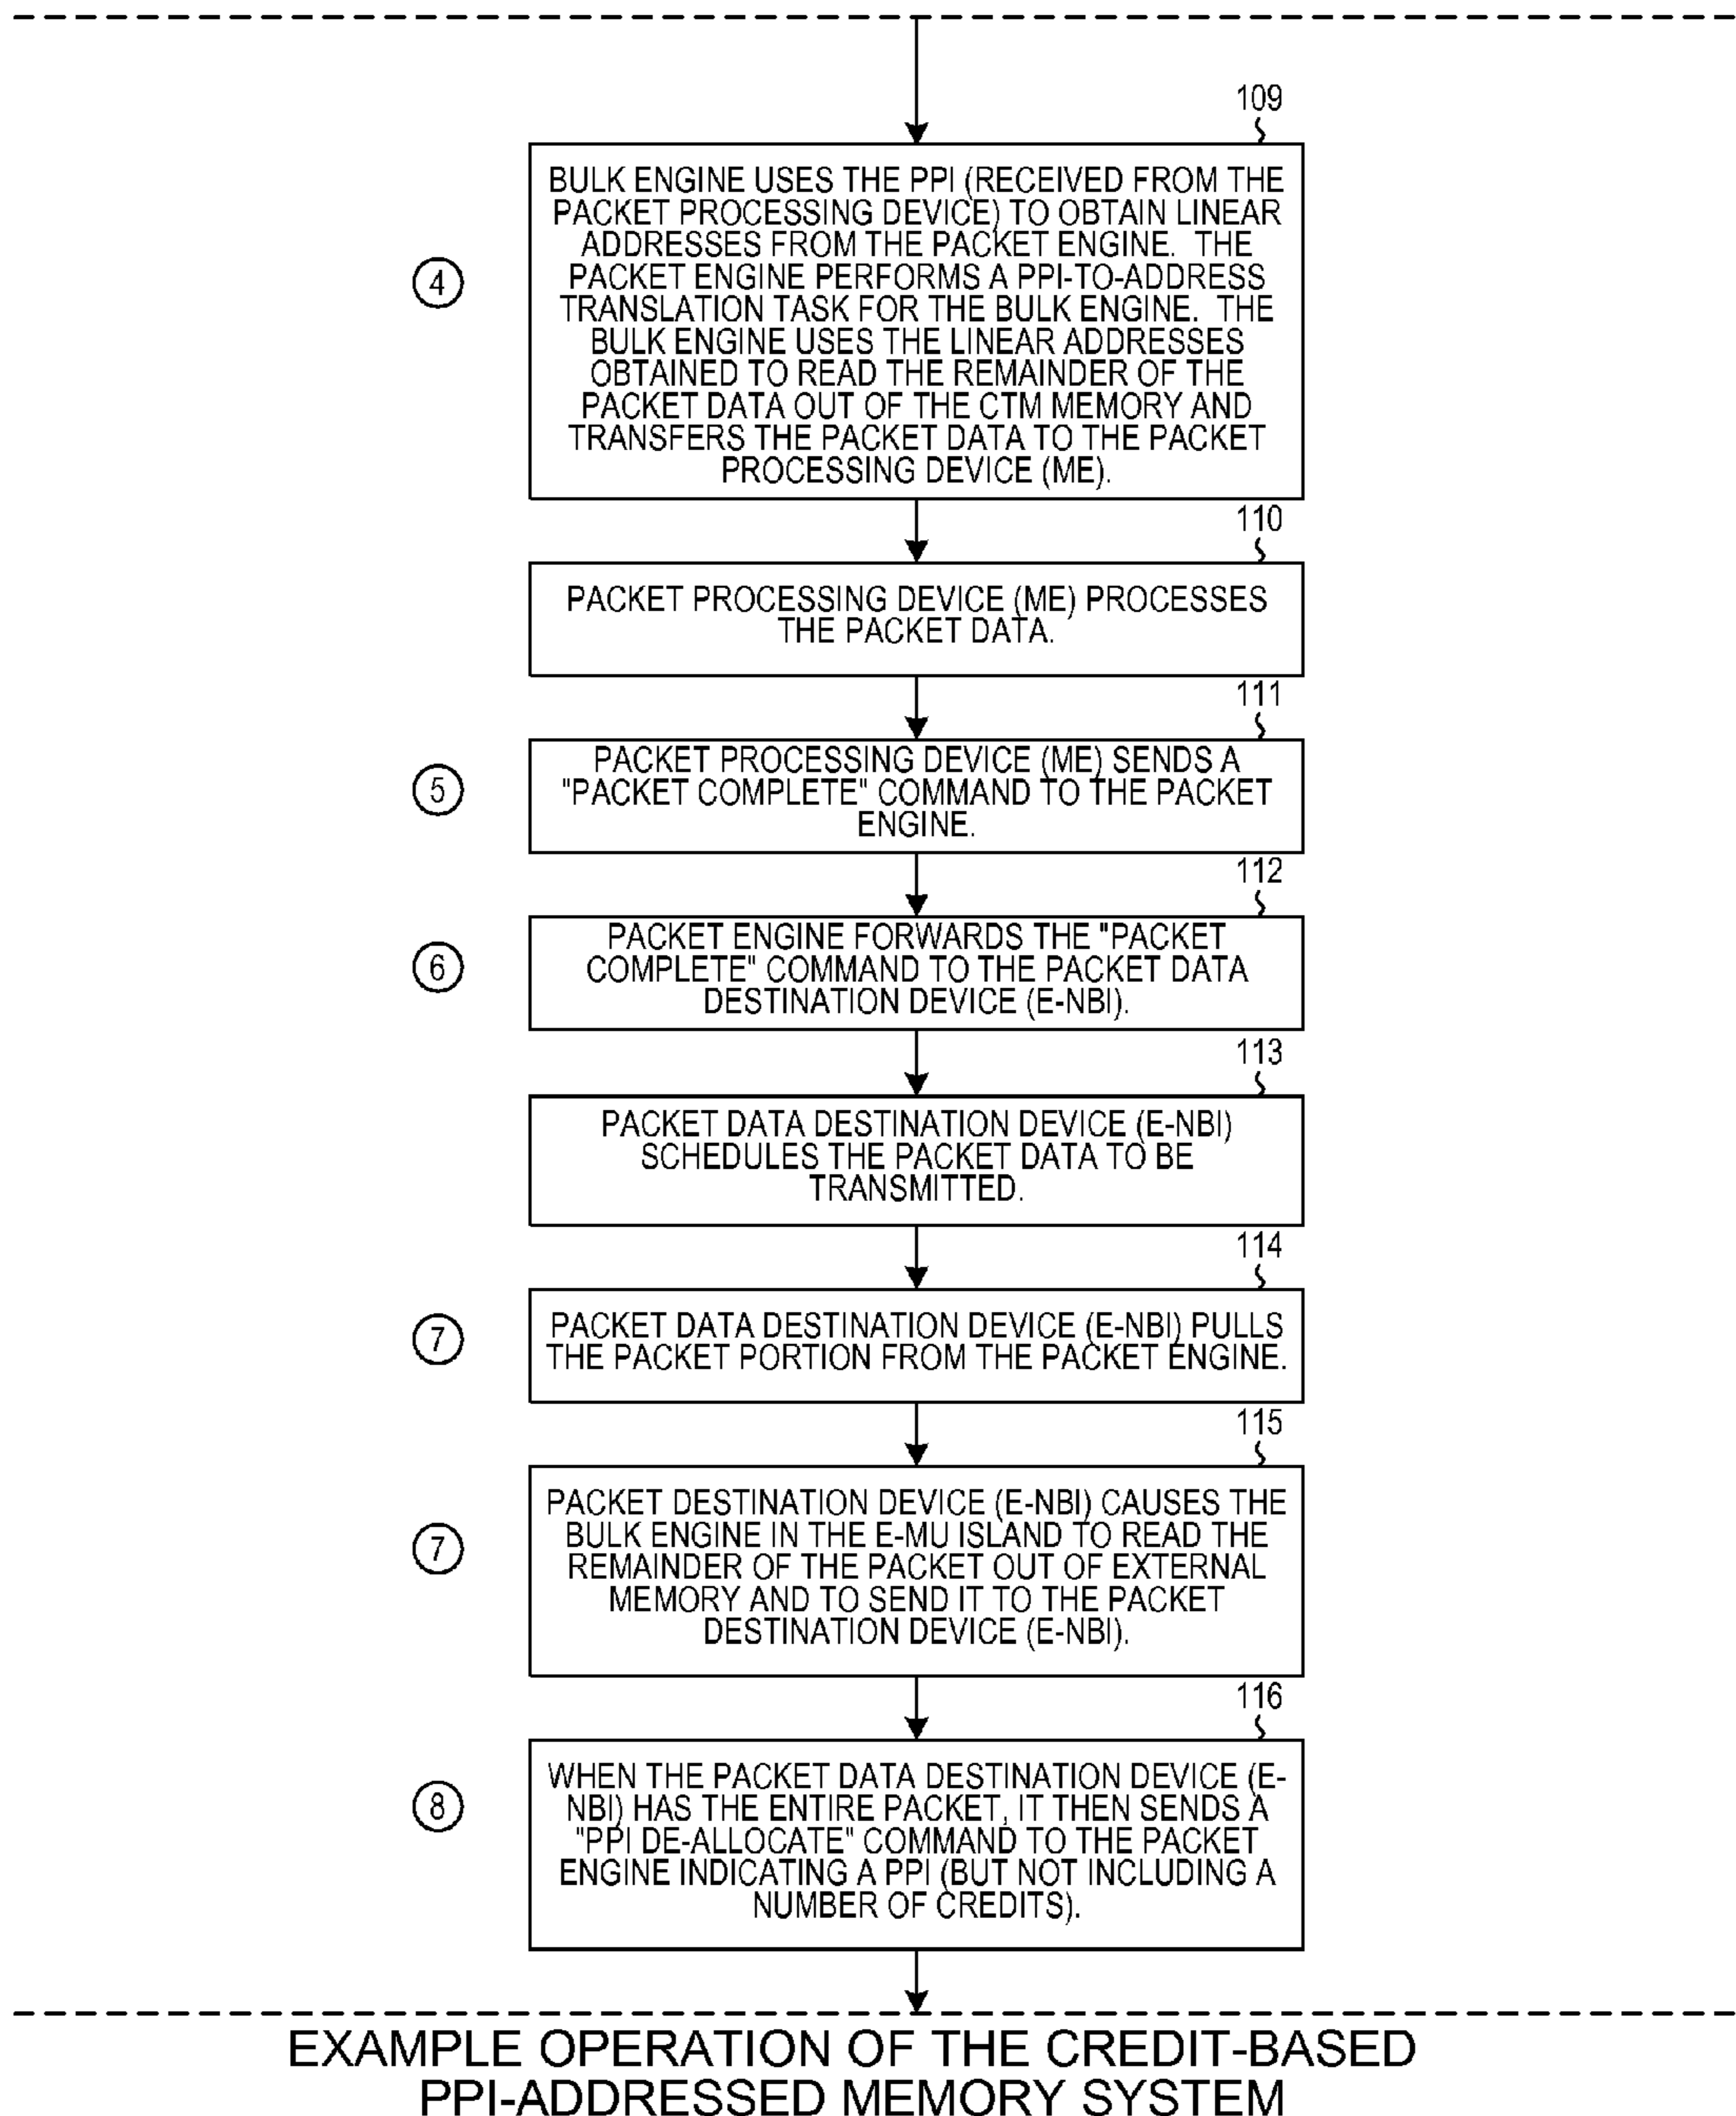 109
BULK ENGINE USES THE PPI (RECEIVED FROM THE
PACKET PROCESSING DEVICE) TO OBTAIN LINEAR
ADDRESSES FROM THE PACKET ENGINE. THE
PACKET ENGINE PERFORMS A PPI-TO-ADDRESS
TRANSLATION TASK FOR THE BULK ENGINE. THE
BULK ENGINE USES THE LINEAR ADDRESSES
OBTAINED TO READ THE REMAINDER OF THE
PACKET DATA OUT OF THE CTM MEMORY AND
TRANSFERS THE PACKET DATA TO THE PACKET
PROCESSING DEVICE (ME).
4
110
PACKET PROCESSING DEVICE (ME) PROCESSES
THE PACKET DATA.
111
5
PACKET PROCESSING DEVICE (ME) SENDS A
"PACKET COMPLETE" COMMAND TO THE PACKET
ENGINE.
112
6
PACKET ENGINE FORWARDS THE "PACKET
COMPLETE" COMMAND TO THE PACKET DATA
DESTINATION DEVICE (E-NBI).
113
PACKET DATA DESTINATION DEVICE (E-NBI)
SCHEDULES THE PACKET DATA TO BE
TRANSMITTED.
114
7
PACKET DATA DESTINATION DEVICE (E-NBI) PULLS
THE PACKET PORTION FROM THE PACKET ENGINE.
115
7
PACKET DESTINATION DEVICE (E-NBI) CAUSES THE
BULK ENGINE IN THE E-MU ISLAND TO READ THE
REMAINDER OF THE PACKET OUT OF EXTERNAL
MEMORY AND TO SEND IT TO THE PACKET
DESTINATION DEVICE (E-NBI).
116
8
WHEN THE PACKET DATA DESTINATION DEVICE (E-
NBI) HAS THE ENTIRE PACKET, IT THEN SENDS A
"PPI DE-ALLOCATE" COMMAND TO THE PACKET
ENGINE INDICATING A PPI (BUT NOT INCLUDING A
NUMBER OF CREDITS).
EXAMPLE OPERATION OF THE CREDIT-BASED
PPI-ADDRESSED MEMORY SYSTEM